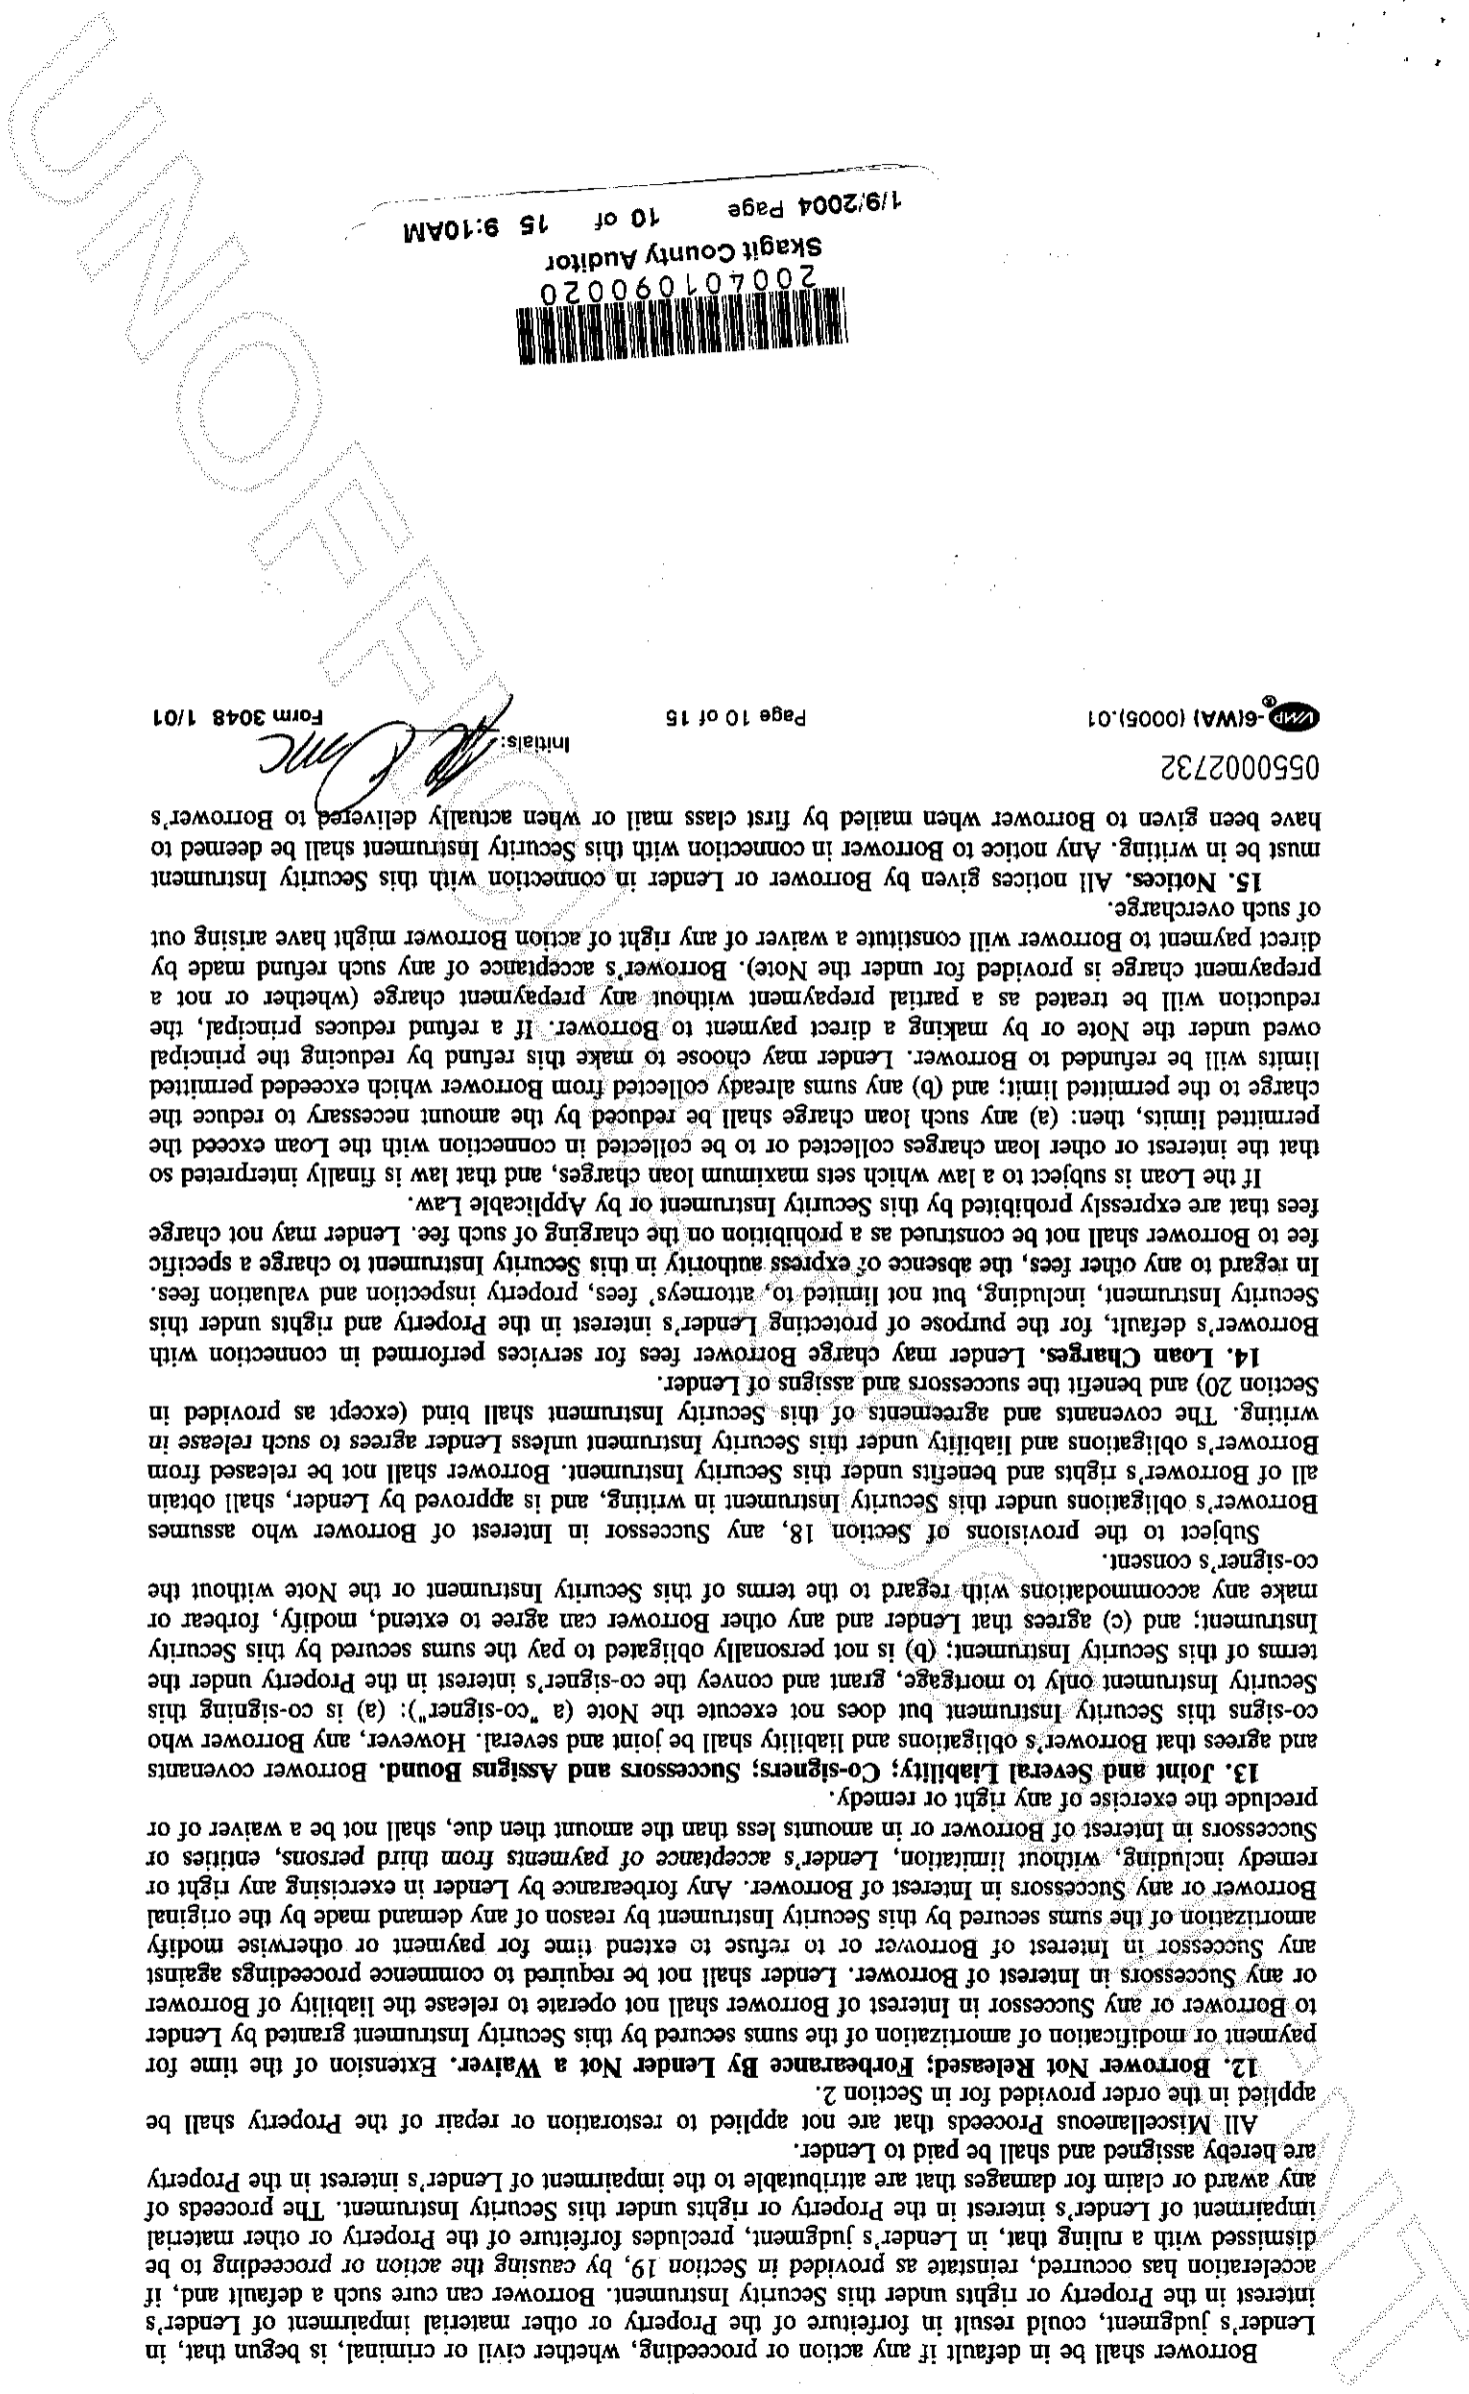 Borrower shall be in default if any action or proceeding, whether civil or criminal, is begun that, in
Lender's judgment, could result in forfeiture of the Property or other material impairment of Lender's
interest in the Property or rights under this Security Instrument. Borrower can cure such a default and, if
acceleration has occurred, reinstate as provided in Section 19, by causing the action or proceeding to be
dismissed with a ruling that, in Lender's judgment, precludes forfeiture of the Property or other material
impairment of Lender's interest in the Property or rights under this Security Instrument. The proceeds of
any award or claim for damages that are attributable to the impairment of Lender's interest in the Property
are hereby assigned and shall be paid to Lender.
All Miscellaneous Proceeds that are not applied to restoration or repair of the Property shall be
applied in the order provided for in Section 2.
12. Borrower Not Released; Forbearance By Lender Not a Waiver. Extension of the time for
payment or modification of amortization of the sums secured by this Security Instrument granted by Lender
to Borrower or any Successor in Interest of Borrower shall not operate to release the liability of Borrower
or any Successors in Interest of Borrower. Lender shall not be required to commence proceedings against
any Successor in Interest of Borrower or to refuse to extend time for payment or otherwise modify
amortization of the sums secured by this Security Instrument by reason of any demand made by the original
Borrower or any Successors in Interest of Borrower. Any forbearance by Lender in exercising any right or
remedy including, without limitation, Lender's acceptance of payments from third persons, entities or
Successors in Interest of Borrower or in amounts less than the amount then due, shall not be a waiver of or
preclude the exercise of any right or remedy.
13. Joint and Several Liability; Co-signers; Successors and Assigns Bound. Borrower covenants
and agrees that Borrower's obligations and liability shall be joint and several. However, any Borrower who
co-signs this Security Instrument but does not execute the Note (a "co-signer"): (a) is co-signing this
Security Instrument only to mortgage, grant and convey the co-signer's interest in the Property under the
terms of this Security Instrument; (b) is not personally obligated to pay the sums secured by this Security
Instrument; and (c) agrees that Lender and any other Borrower can agree to extend, modify, forbear or
make any accommodations with regard to the terms of this Security Instrument or the Note without the
co-signer's consent.
Subject to the provisions of Section 18, any Successor in Interest of Borrower who assumes
Borrower's obligations under this Security Instrument in writing, and is approved by Lender, shall obtain
all of Borrower's rights and benefits under this Security Instrument. Borrower shall not be released from
Borrower's obligations and liability under this Security Instrument unless Lender agrees to such release in
writing. The covenants and agreements of this Security Instrument shall bind (except as provided in
Section 20) and benefit the successors and assigns of Lender.
14. Loan Charges. Lender may charge Borrower fees for services performed in connection with
Borrower's default, for the purpose of protecting Lender's interest in the Property and rights under this
Security Instrument, including, but not limited to, attorneys' fees, property inspection and valuation fees.
In regard to any other fees, the absence of express authority in this Security Instrument to charge a specific
fee to Borrower shall not be construed as a prohibition on the charging of such fee. Lender may not charge
fees that are expressly prohibited by this Security Instrument or by Applicable Law.
If the Loan is subject to a law which sets maximum loan charges, and that law is finally interpreted so
that the interest or other loan charges collected or to be collected in connection with the Loan exceed the
permitted limits, then: (a) any such loan charge shall be reduced by the amount necessary to reduce the
charge to the permitted limit; and (b) any sums already collected from Borrower which exceeded permitted
limits will be refunded to Borrower. Lender may choose to make this refund by reducing the principal
owed under the Note or by making a direct payment to Borrower. If a refund reduces principal, the
reduction will be treated as a partial prepayment without any prepayment charge (whether or not a
prepayment charge is provided for under the Note). Borrower's acceptance of any such refund made by
direct payment to Borrower will constitute a waiver of any right of action Borrower might have arising out
of such overcharge.
15. Notices. All notices given by Borrower or Lender in connection with this Security Instrument
must be in writing. Any notice to Borrower in connection with this Security Instrument shall be deemed to
have been given to Borrower when mailed by first class mail or when actually delivered to Borrower's
0550002732
Initials: MC
VMP®-6(WA) (0005).01 Page 10 of 15 Form 3048 1/01
200401090020
Skagit County Auditor
1/9/2004 Page 10 of 15 9:10AM
UNOFFICIAL DOCUMENT